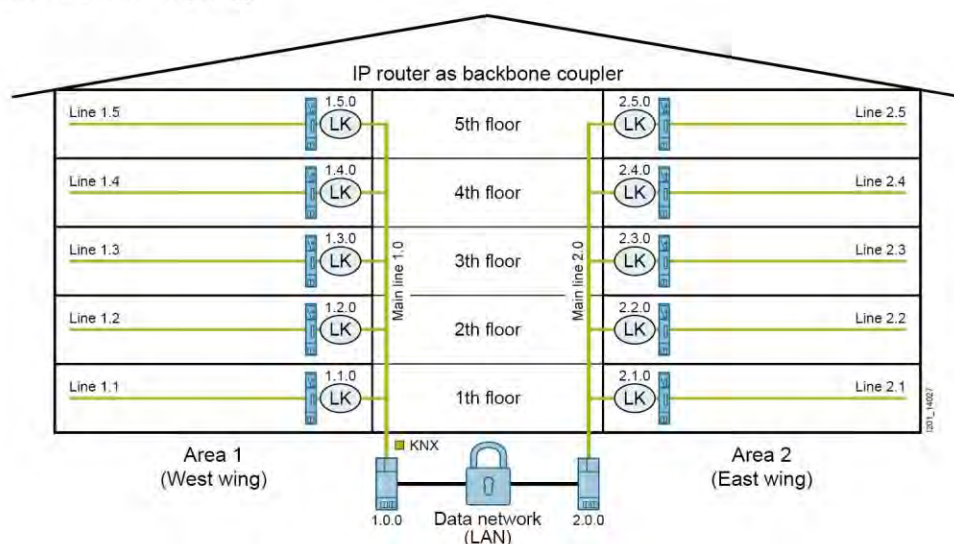 IP router as backbone coupler
Line 1.5
1.5.0
LK
5th floor
2.5.0
LK
Line 2.5
Line 1.4
1.4.0
LK
4th floor
2.4.0
LK
Line 2.4
Line 1.3
1.3.0
LK
Main line 1.0
3th floor
Main line 2.0
2.3.0
LK
Line 2.3
Line 1.2
1.2.0
LK
2th floor
2.2.0
LK
Line 2.2
Line 1.1
1.1.0
LK
1th floor
2.1.0
LK
Line 2.1
I201_14027
Area 1
(West wing)
KNX
Area 2
(East wing)
1.0.0
Data network
(LAN)
2.0.0